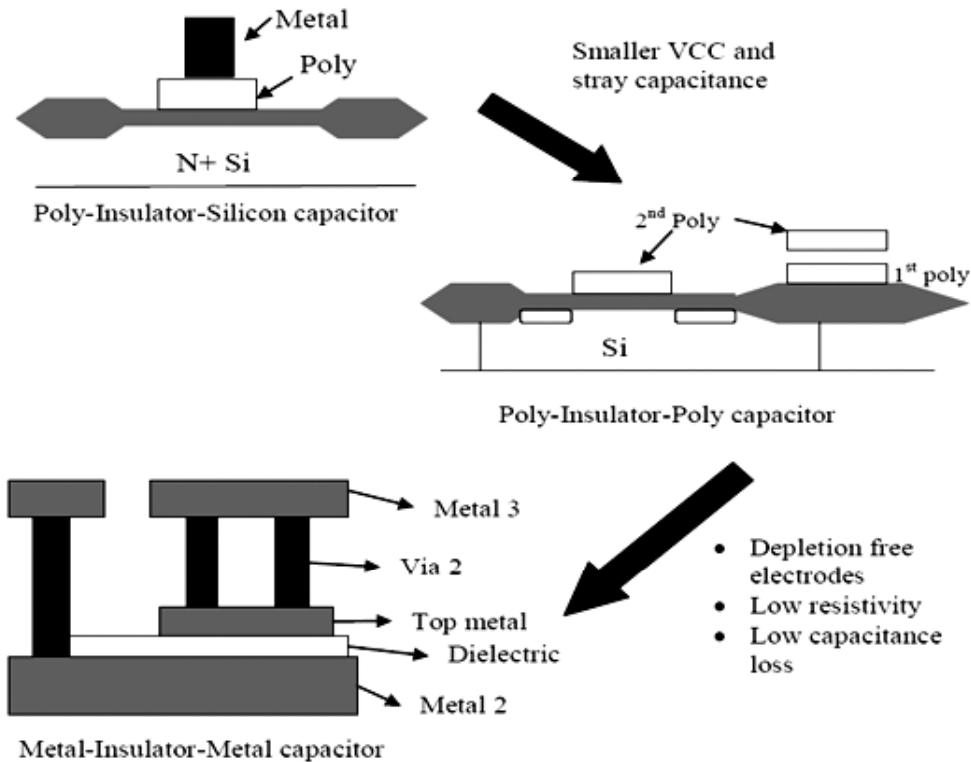 Metal
Poly
N+ Si
Poly-Insulator-Silicon capacitor
Smaller VCC and
stray capacitance
2nd Poly
1st poly
Si
Poly-Insulator-Poly capacitor
Metal 3
Via 2
Top metal
Dielectric
Metal 2
Metal-Insulator-Metal capacitor
• Depletion free
electrodes
• Low resistivity
• Low capacitance
loss